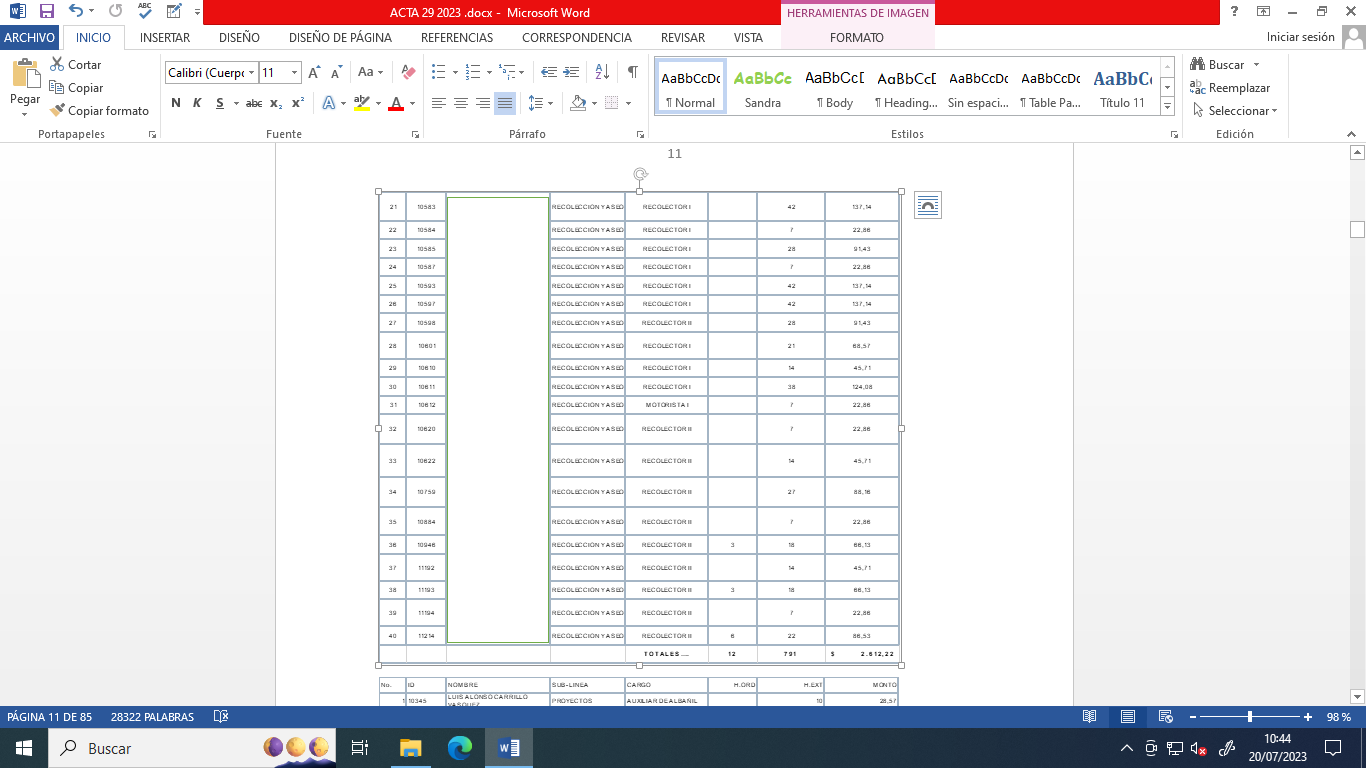 ACTA 29 2023 .docx - Microsoft Word
HERRAMIENTAS DE IMAGEN
ARCHIVO INICIO INSERTAR DISEÑO DISEÑO DE PÁGINA REFERENCIAS CORRESPONDENCIA REVISAR VISTA FORMATO Iniciar sesión
Pegar
Cortar
Copiar
Copiar formato
Portapapeles
Calibri (Cuerpo 11
N K S abc x₂ x²
Fuente
Párrafo
AaBbCcDc AaBbCc AaBbCcD AaBbCcD AaBbCcDc AaBbCcDc AaBbC
¶ Normal Sandra ¶ Body ¶ Heading... Sin espaci... ¶ Table Pa... Título 11
Estilos
Buscar
Reemplazar
Seleccionar
Edición
11
21 10583 RECOLECCION Y ASEO RECOLECTOR I 42 137,14
22 10584 RECOLECCION Y ASEO RECOLECTOR I 7 22,86
23 10585 RECOLECCION Y ASEO RECOLECTOR I 28 91,43
24 10587 RECOLECCION Y ASEO RECOLECTOR I 7 22,86
25 10593 RECOLECCION Y ASEO RECOLECTOR I 42 137,14
26 10597 RECOLECCION Y ASEO RECOLECTOR I 42 137,14
27 10598 RECOLECCION Y ASEO RECOLECTOR II 28 91,43
28 10601 RECOLECCION Y ASEO RECOLECTOR I 21 68,57
29 10610 RECOLECCION Y ASEO RECOLECTOR I 14 45,71
30 10611 RECOLECCION Y ASEO RECOLECTOR I 38 124,08
31 10612 RECOLECCION Y ASEO MOTORISTA I 7 22,86
32 10620 RECOLECCION Y ASEO RECOLECTOR II 7 22,86
33 10622 RECOLECCION Y ASEO RECOLECTOR II 14 45,71
34 10759 RECOLECCION Y ASEO RECOLECTOR II 27 88,16
35 10884 RECOLECCION Y ASEO RECOLECTOR II 7 22,86
36 10946 RECOLECCION Y ASEO RECOLECTOR II 3 18 66,13
37 11192 RECOLECCION Y ASEO RECOLECTOR II 14 45,71
38 11193 RECOLECCION Y ASEO RECOLECTOR II 3 18 66,13
39 11194 RECOLECCION Y ASEO RECOLECTOR II 7 22,86
40 11214 RECOLECCION Y ASEO RECOLECTOR II 6 22 86,53
TOTALES.... 12 791 $ 2.612,22
No. ID NOMBRE SUB-LINEA CARGO H.ORD H.EXT MONTO
1 10345 LUIS ALONSO CARRILLO VASQUEZ PROYECTOS AUXILIAR DE ALBAÑIL 10 28,57
PÁGINA 11 DE 85 28322 PALABRAS 98 %
Buscar
10:44
20/07/2023